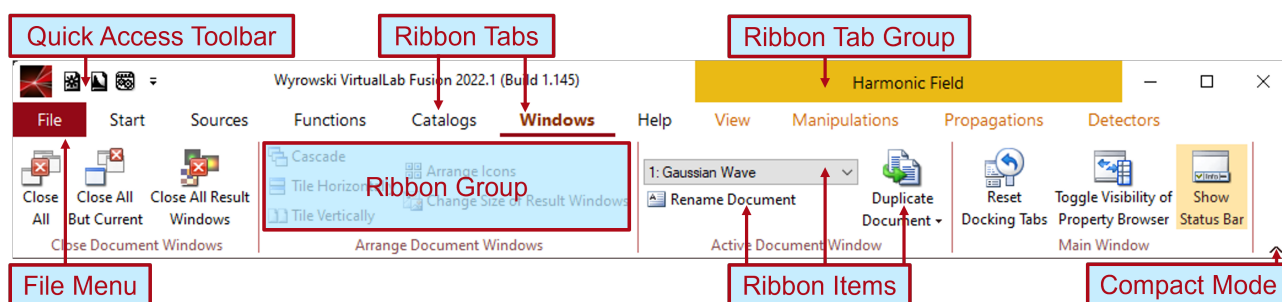 Quick Access Toolbar
Ribbon Tabs
Ribbon Tab Group
Wyrowski VirtualLab Fusion 2022.1 (Build 1.145)
Harmonic Field
File Start Sources Functions Catalogs Windows Help View Manipulations Propagations Detectors
Close All
Close All But Current
Close All Result Windows
Close Document Windows
Cascade
Tile Horizon
Tile Vertically
Arrange Icons
Change Size of Result Windows
Ribbon Group
Arrange Document Windows
1: Gaussian Wave
Rename Document
Duplicate Document
Active Document Window
Reset Docking Tabs
Toggle Visibility of Property Browser
Show Status Bar
Main Window
File Menu
Ribbon Items
Compact Mode